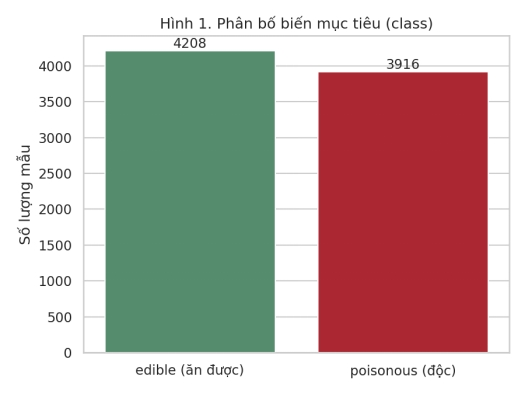 Hình 1. Phân bố biến mục tiêu (class)
4208
3916
4000
3500
3000
2500
2000
1500
1000
500
0
Số lượng mẫu
edible (ăn được)
poisonous (độc)